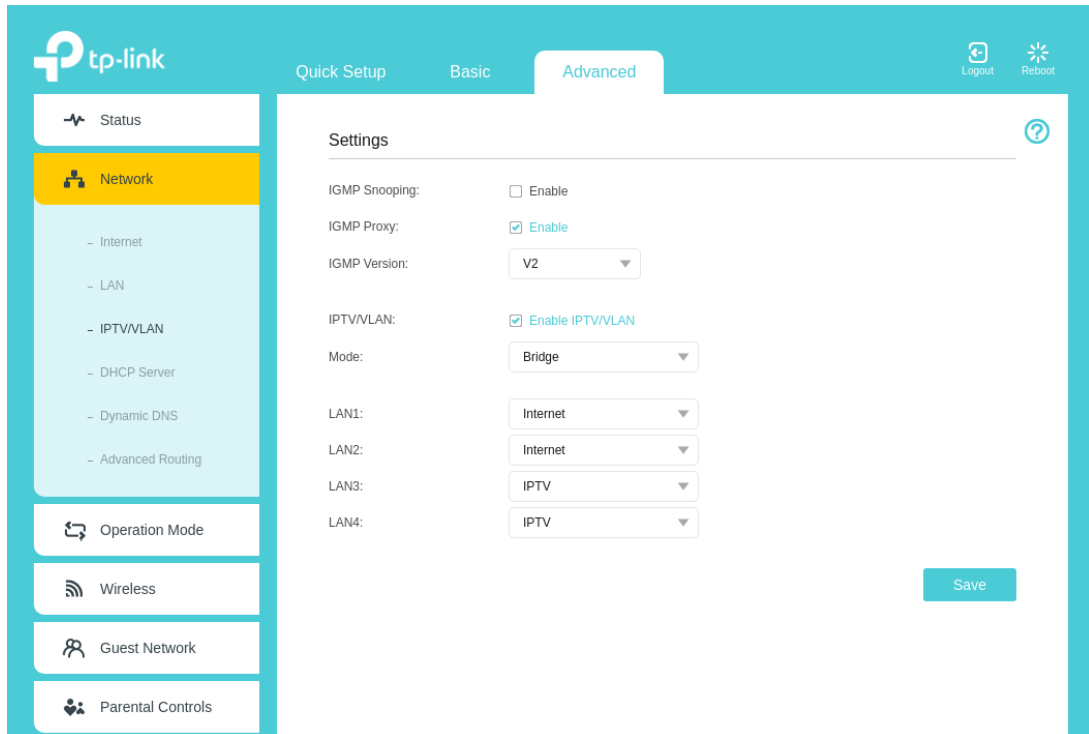 tp-link
Quick Setup Basic Advanced Logout Reboot
Status
Network
- Internet
- LAN
- IPTV/VLAN
- DHCP Server
- Dynamic DNS
- Advanced Routing
Operation Mode
Wireless
Guest Network
Parental Controls
Settings
?
IGMP Snooping: Enable
IGMP Proxy: Enable
IGMP Version: V2
IPTV/VLAN: Enable IPTV/VLAN
Mode: Bridge
LAN1: Internet
LAN2: Internet
LAN3: IPTV
LAN4: IPTV
Save